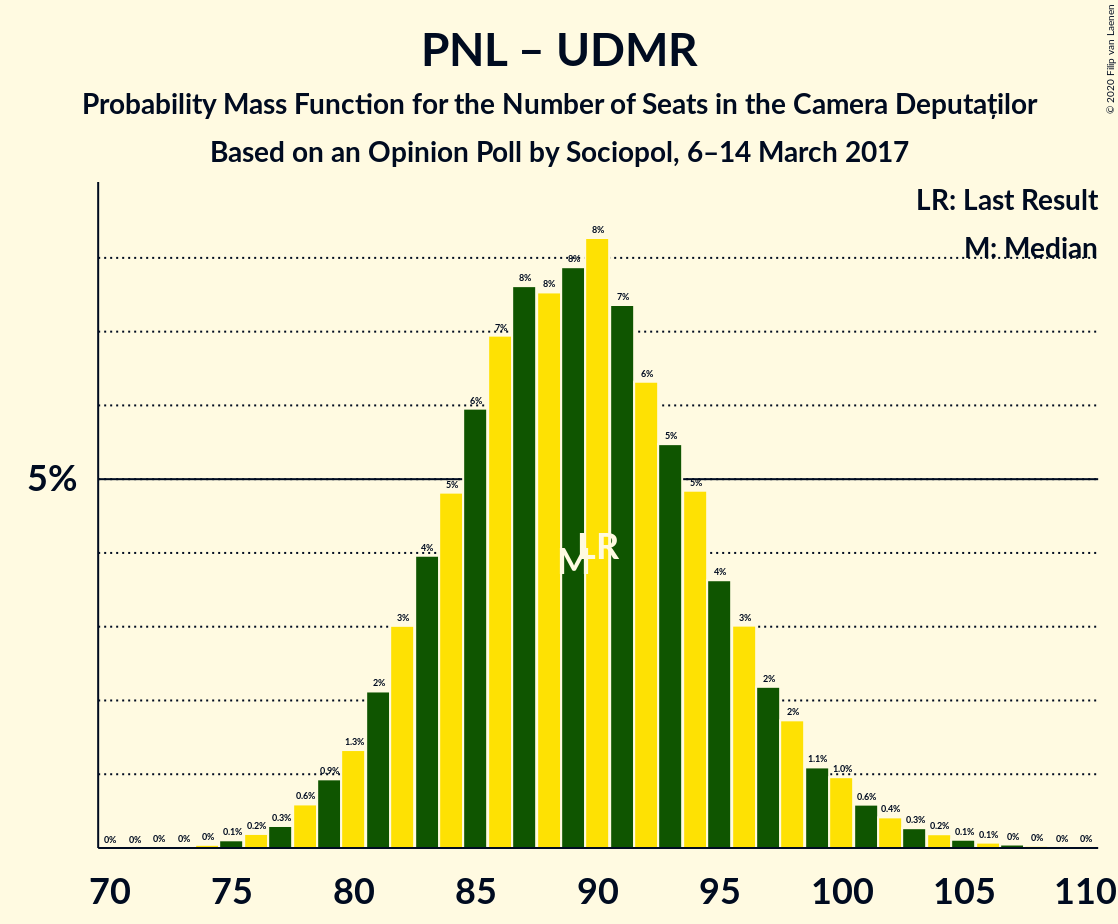 PNL – UDMR
Probability Mass Function for the Number of Seats in the Camera Deputaților
Based on an Opinion Poll by Sociopol, 6–14 March 2017
© 2020 Filip van Laenen
LR: Last Result
M: Median
5%
0% 0% 0% 0% 0% 0.1% 0.2% 0.3% 0.6% 0.9% 1.3% 2% 3% 4% 5% 6% 7% 8% 8% 8% 8% 7% 6% 5% 5% 4% 3% 2% 2% 1.1% 1.0% 0.6% 0.4% 0.3% 0.2% 0.1% 0.1% 0% 0% 0% 0%
M LR
70 75 80 85 90 95 100 105 110